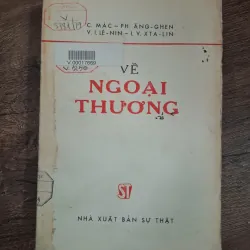 C. MÁC - PH. ĂNG-GHEN
V. I. LÊ-NIN - I. V. XTA-LIN
VỀ
NGOẠI
THƯƠNG
ST
NHÀ XUẤT BẢN SỰ THẬT